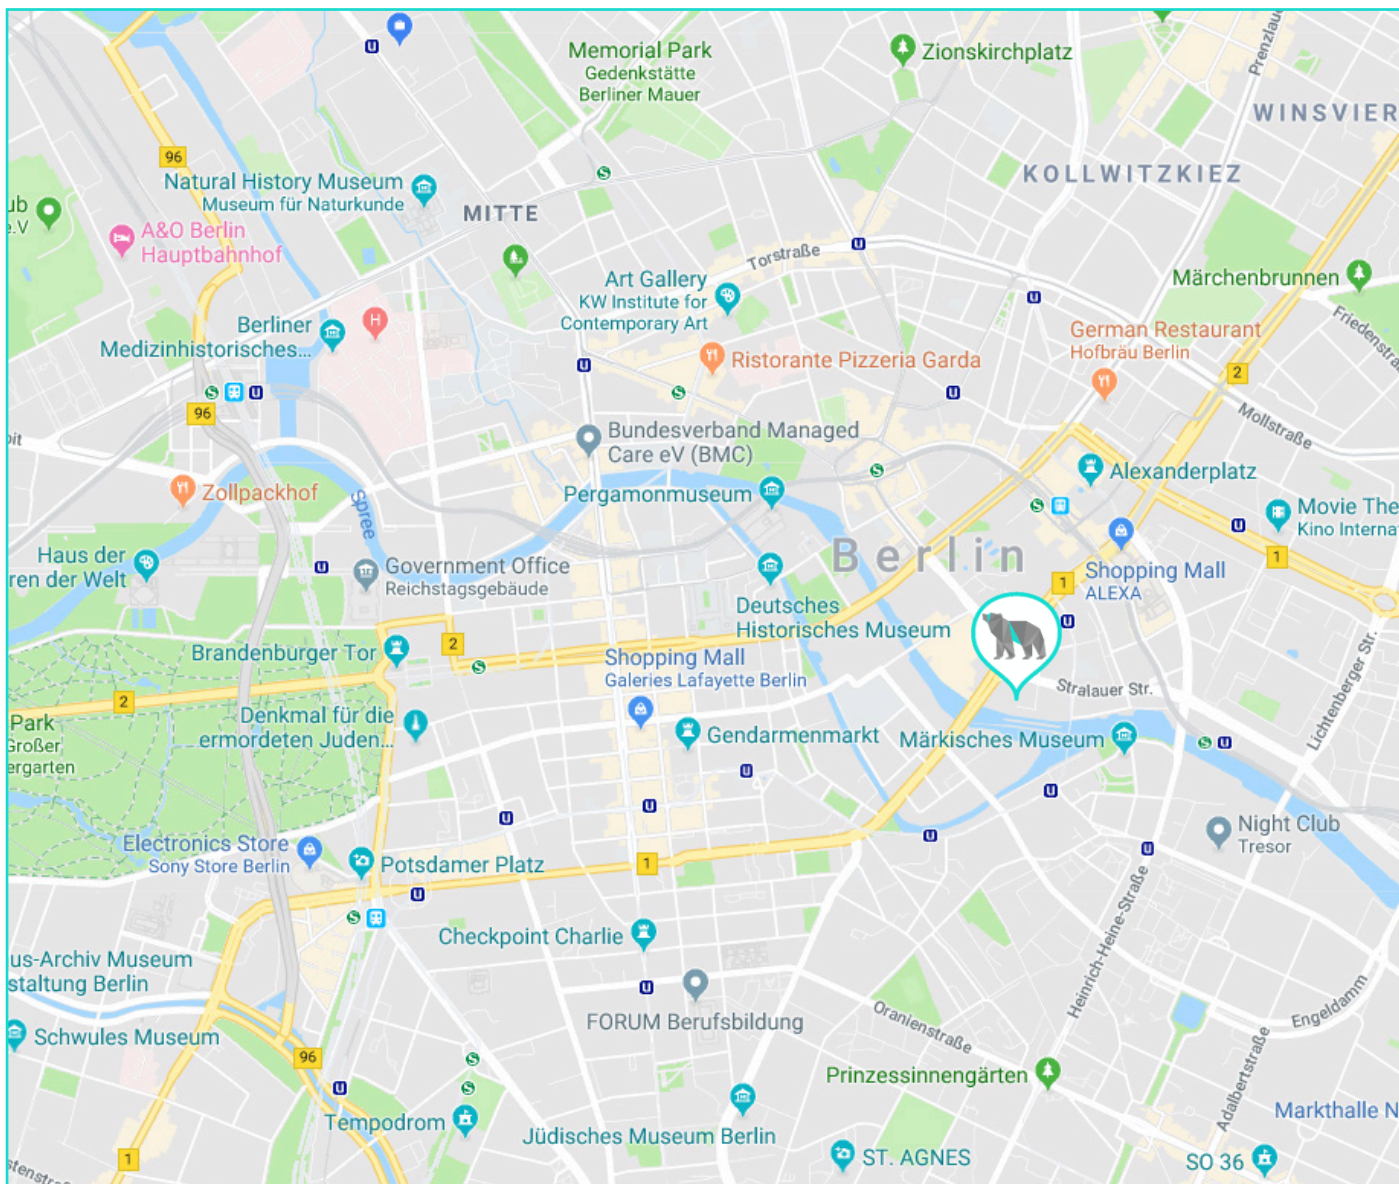 Memorial Park
Gedenkstätte
Berliner Mauer
Zionskirchplatz
Prenzlaue
WINSVIER
96
Natural History Museum
Museum für Naturkunde
MITTE
KOLLWITZKIEZ
ub
e.V
A&O Berlin
Hauptbahnhof
Torstraße
Art Gallery
KW Institute for
Contemporary Art
Märchenbrunnen
Friedenstr
Berliner
Medizinhistorisches...
H
German Restaurant
Hofbräu Berlin
Ristorante Pizzeria Garda
2
96
Mollstraße
bit
Bundesverband Managed
Care eV (BMC)
Alexanderplatz
Zollpackhof
Spree
Pergamonmuseum
Movie The
Kino Interna
Haus der
ren der Welt
Government Office
Reichstagsgebäude
Berlin
1
Shopping Mall
ALEXA
1
Deutsches
Historisches Museum
Brandenburger Tor
2
Shopping Mall
Galeries Lafayette Berlin
Stralauer Str.
Lichtenberger Str.
2
Park
Großer
ergarten
Denkmal für die
ermordeten Juden...
Gendarmenmarkt
Märkisches Museum
Electronics Store
Sony Store Berlin
Potsdamer Platz
1
Night Club
Tresor
Heinrich-Heine-Straße
Checkpoint Charlie
us-Archiv Museum
staltung Berlin
FORUM Berufsbildung
Oranienstraße
Engeldamm
Schwules Museum
96
Prinzessinnengärten
Adalbertstraße
Tempodrom
Jüdisches Museum Berlin
Markthalle N
1
ST. AGNES
SO 36